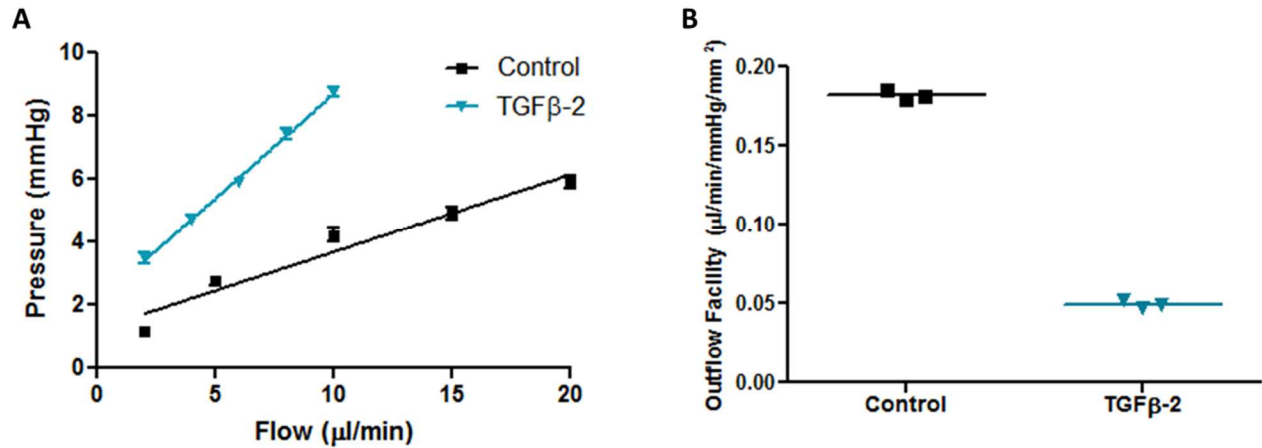 A
Pressure (mmHg)
10
8
6
4
2
0
0
5
10
15
20
Flow (µl/min)
Control
TGFβ-2
B
Outflow Facility (µl/min/mmHg/mm²)
0.20
0.15
0.10
0.05
0.00
Control
TGFβ-2